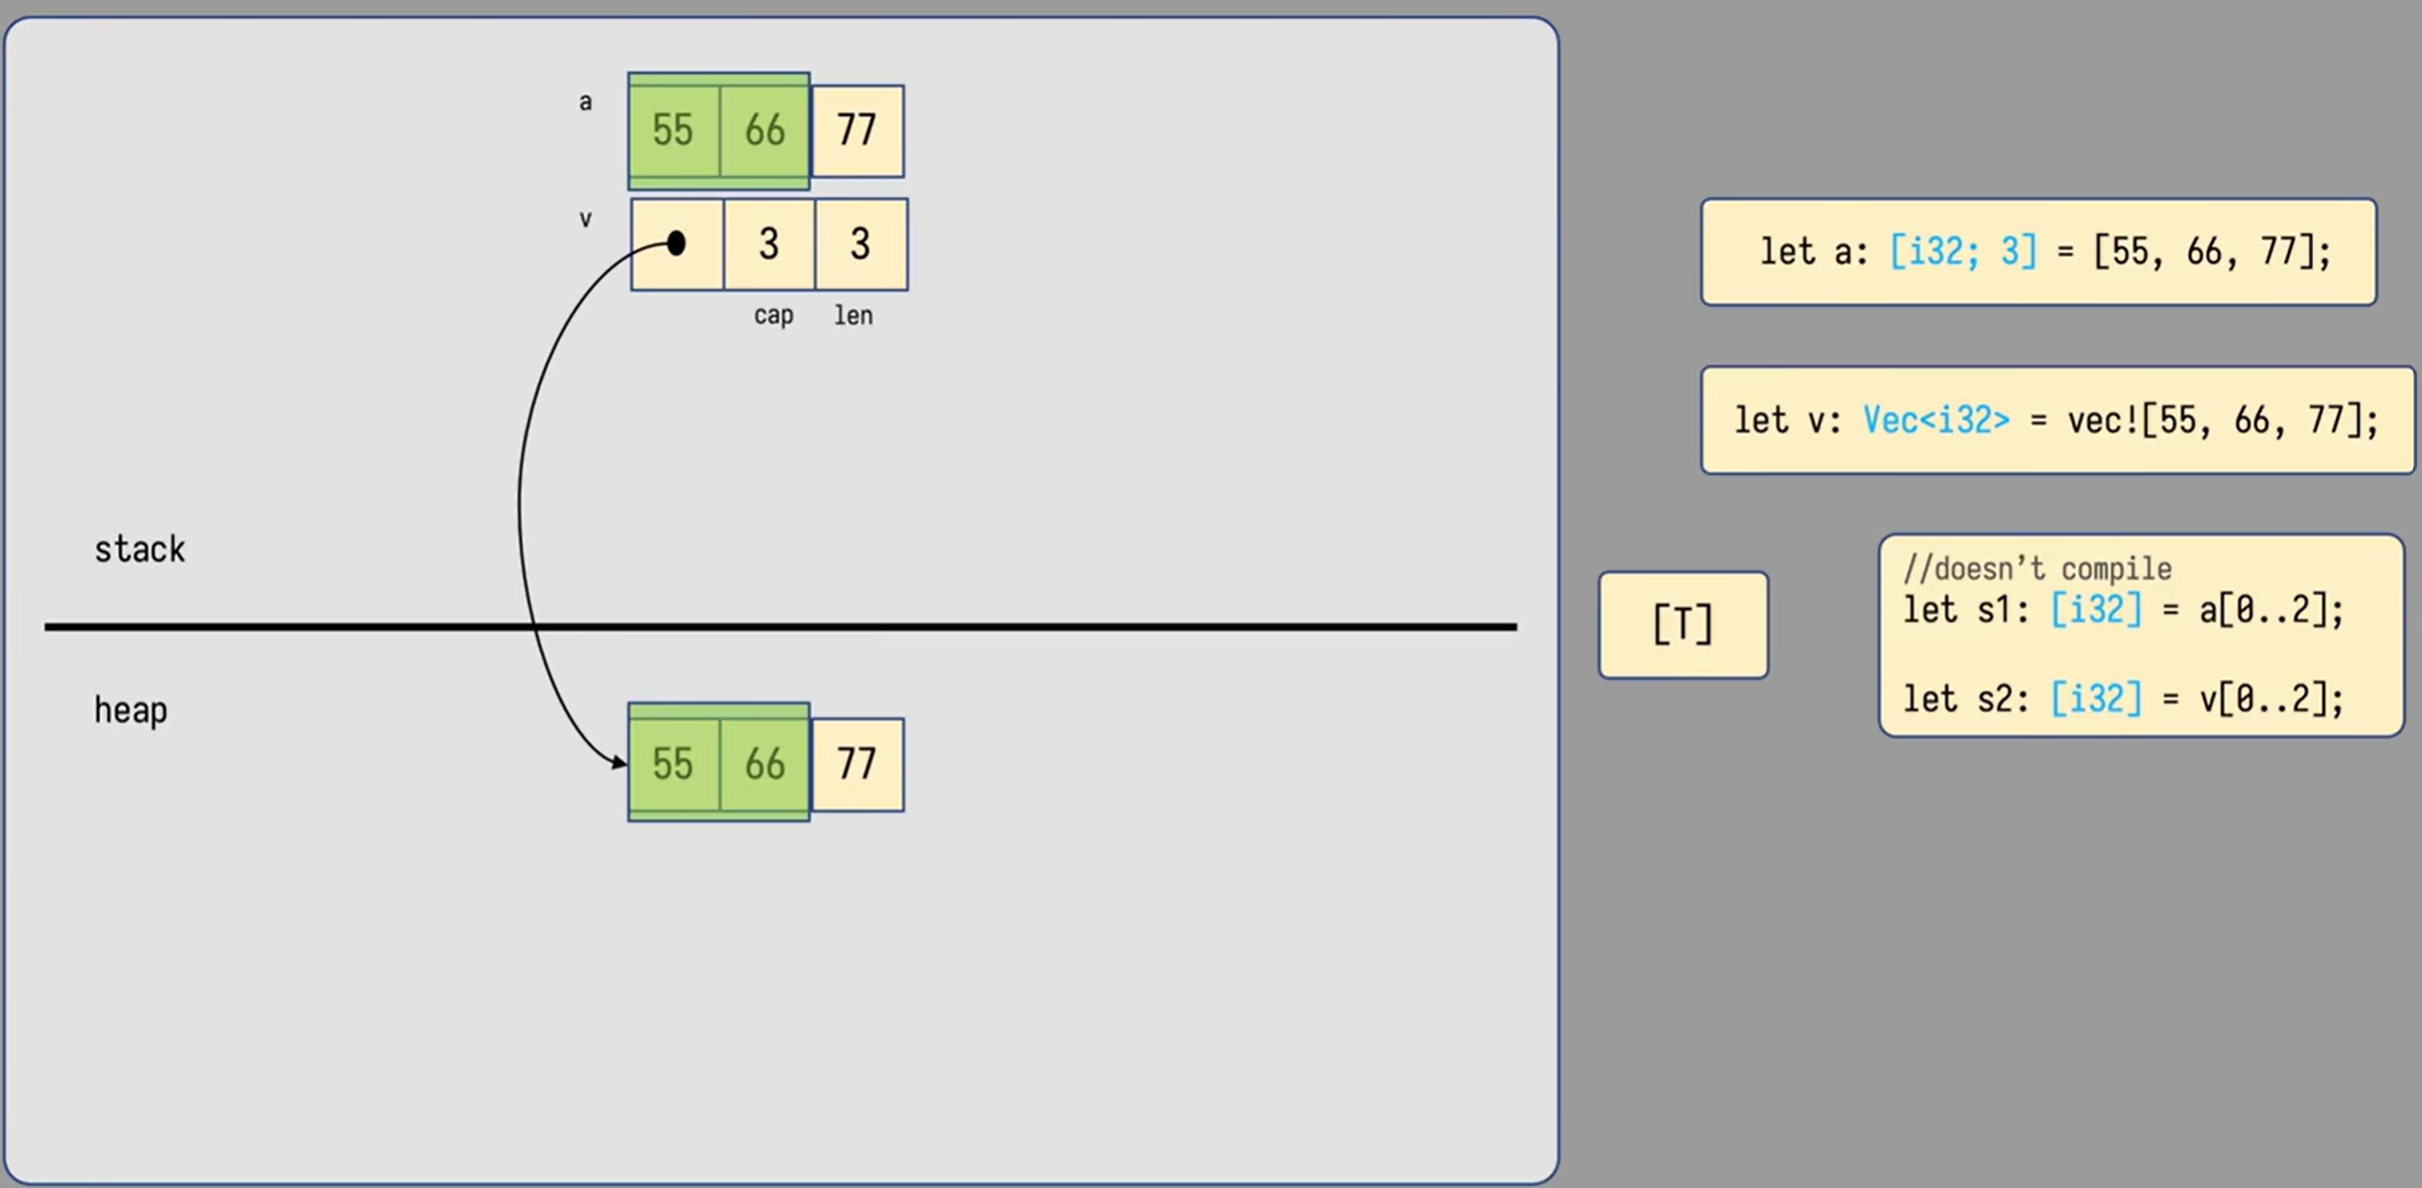 a
55 66 77
v
3 3
cap len
stack
heap
55 66 77
let a: [i32; 3] = [55, 66, 77];
let v: Vec<i32> = vec![55, 66, 77];
[T]
//doesn’t compile
let s1: [i32] = a[0..2];
let s2: [i32] = v[0..2];